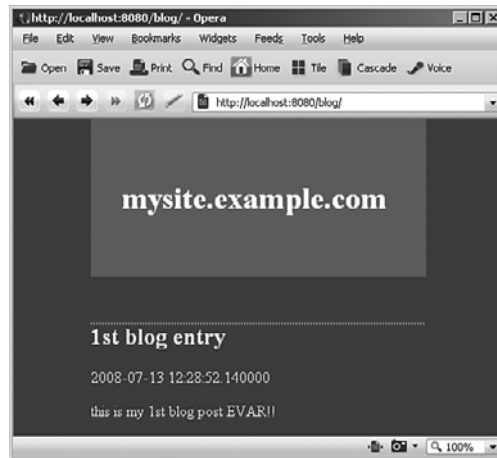 http://localhost:8080/blog/ - Opera
File Edit View Bookmarks Widgets Feeds Tools Help
Open Save Print Find Home Tile Cascade Voice
http://localhost:8080/blog/
mysite.example.com
1st blog entry
2008-07-13 12:28:52.140000
this is my 1st blog post EVAR!!
100%